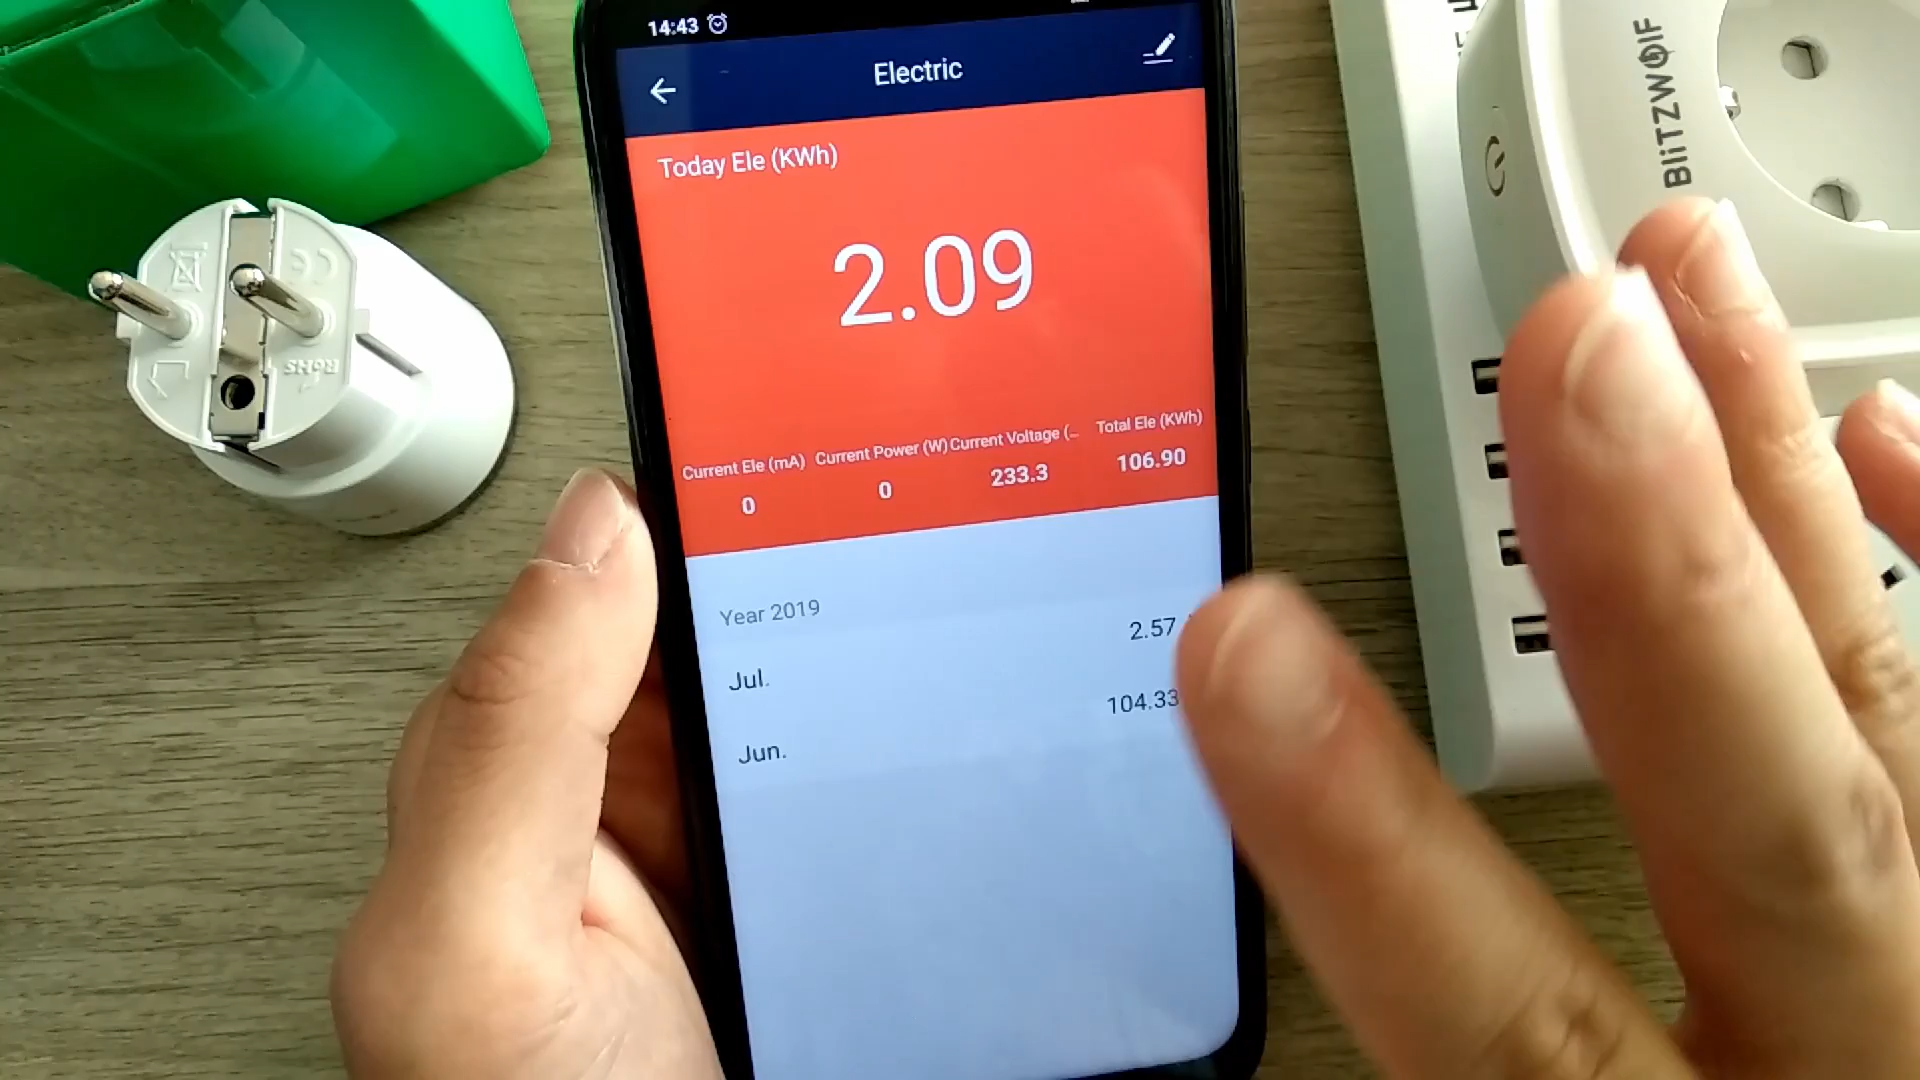 14:43
Electric
Today Ele (KWh)
2.09
Current Ele (mA) Current Power (W) Current Voltage (... Total Ele (KWh)
0 0 233.3 106.90
Year 2019
Jul. 2.57
Jun. 104.33
BlitzWolf
CE
RoHS